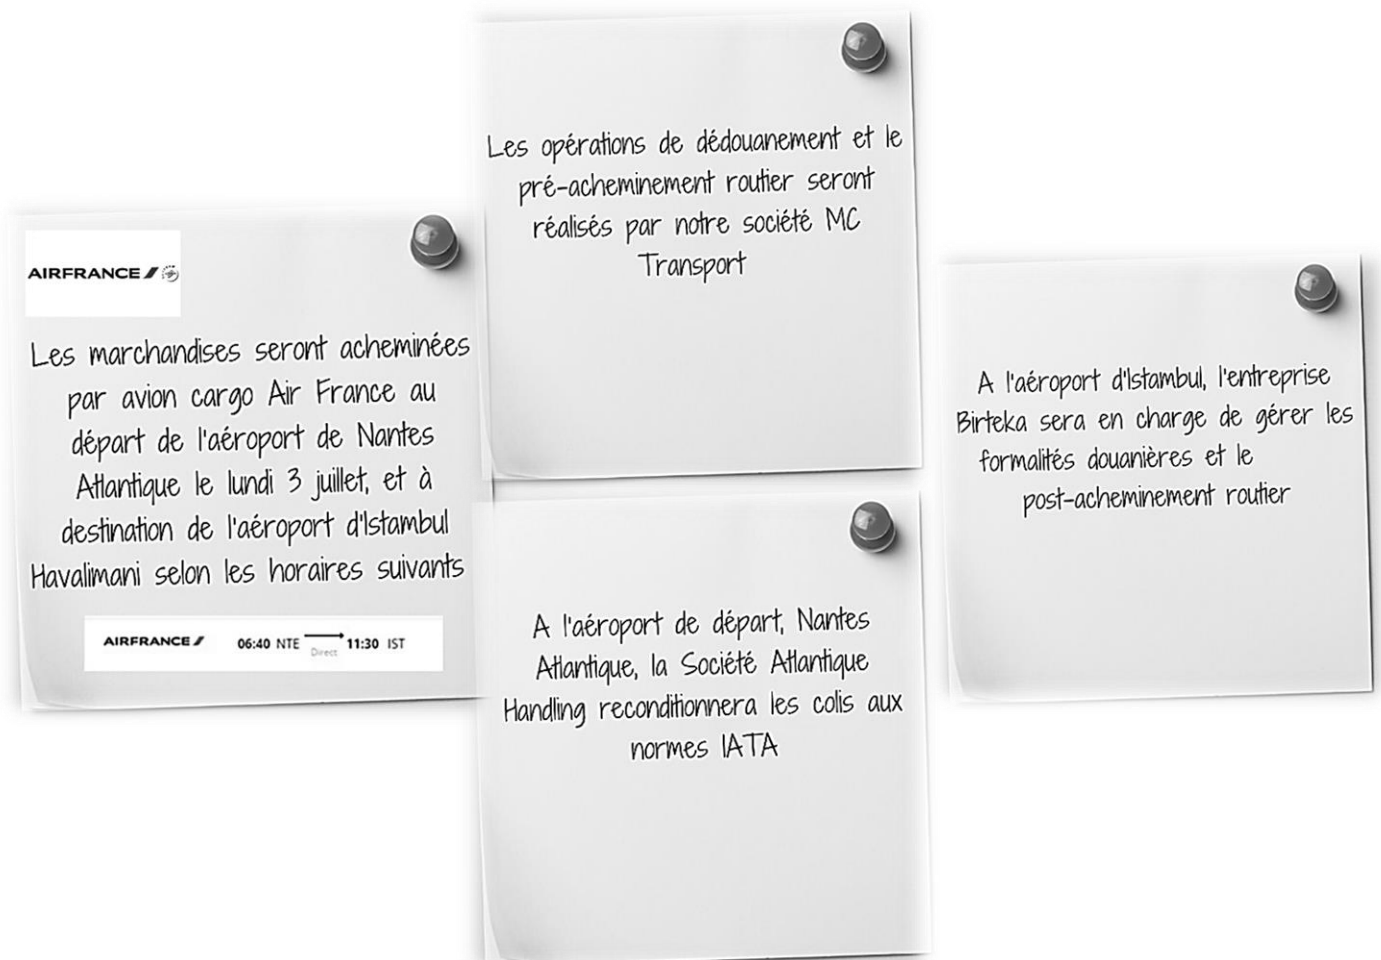 AIRFRANCE
Les marchandises seront acheminées
par avion cargo Air France au
départ de l'aéroport de Nantes
Atlantique le lundi 3 juillet, et à
destination de l'aéroport d'Istambul
Havalimani selon les horaires suivants
AIRFRANCE 06:40 NTE 11:30 IST
Direct
Les opérations de dédouanement et le
pré-acheminement routier seront
réalisés par notre société MC
Transport
A l'aéroport de départ, Nantes
Atlantique, la Société Atlantique
Handling reconditionnera les colis aux
normes IATA
A l'aéroport d'Istambul, l'entreprise
Birteka sera en charge de gérer les
formalités douanières et le
post-acheminement routier